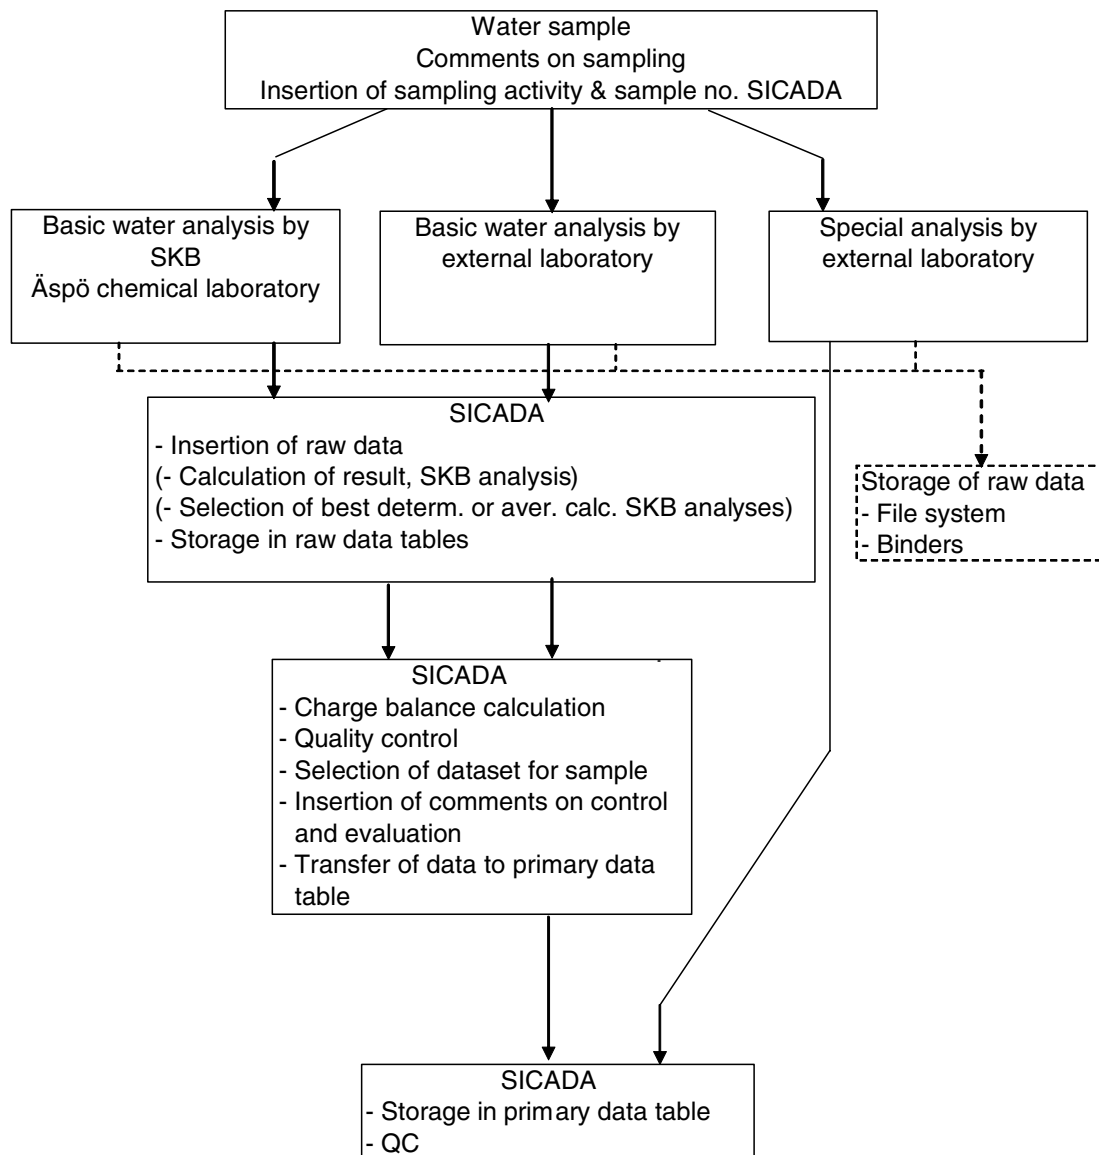 Water sample
Comments on sampling
Insertion of sampling activity & sample no. SICADA
Basic water analysis by
SKB
Äspö chemical laboratory
Basic water analysis by
external laboratory
Special analysis by
external laboratory
SICADA
- Insertion of raw data
(- Calculation of result, SKB analysis)
(- Selection of best determ. or aver. calc. SKB analyses)
- Storage in raw data tables
Storage of raw data
- File system
- Binders
SICADA
- Charge balance calculation
- Quality control
- Selection of dataset for sample
- Insertion of comments on control
and evaluation
- Transfer of data to primary data
table
SICADA
- Storage in primary data table
- QC